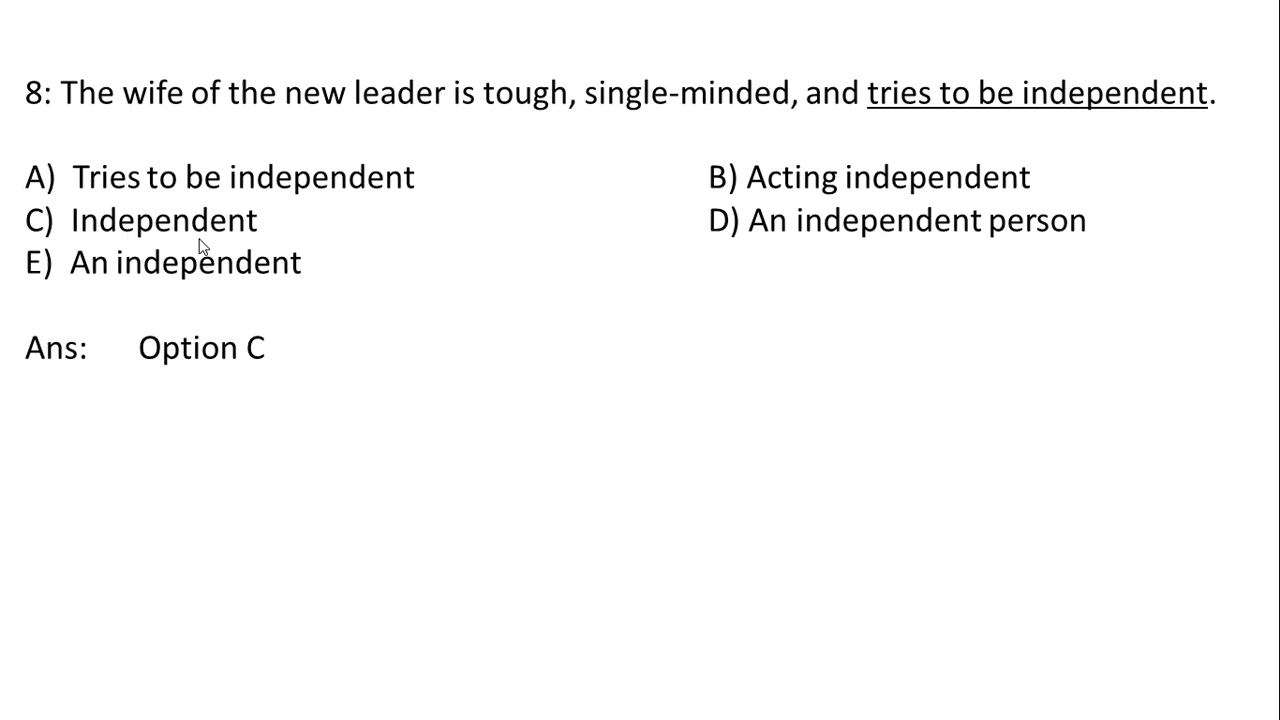 8: The wife of the new leader is tough, single-minded, and tries to be independent.
A) Tries to be independent B) Acting independent
C) Independent D) An independent person
E) An independent
Ans: Option C